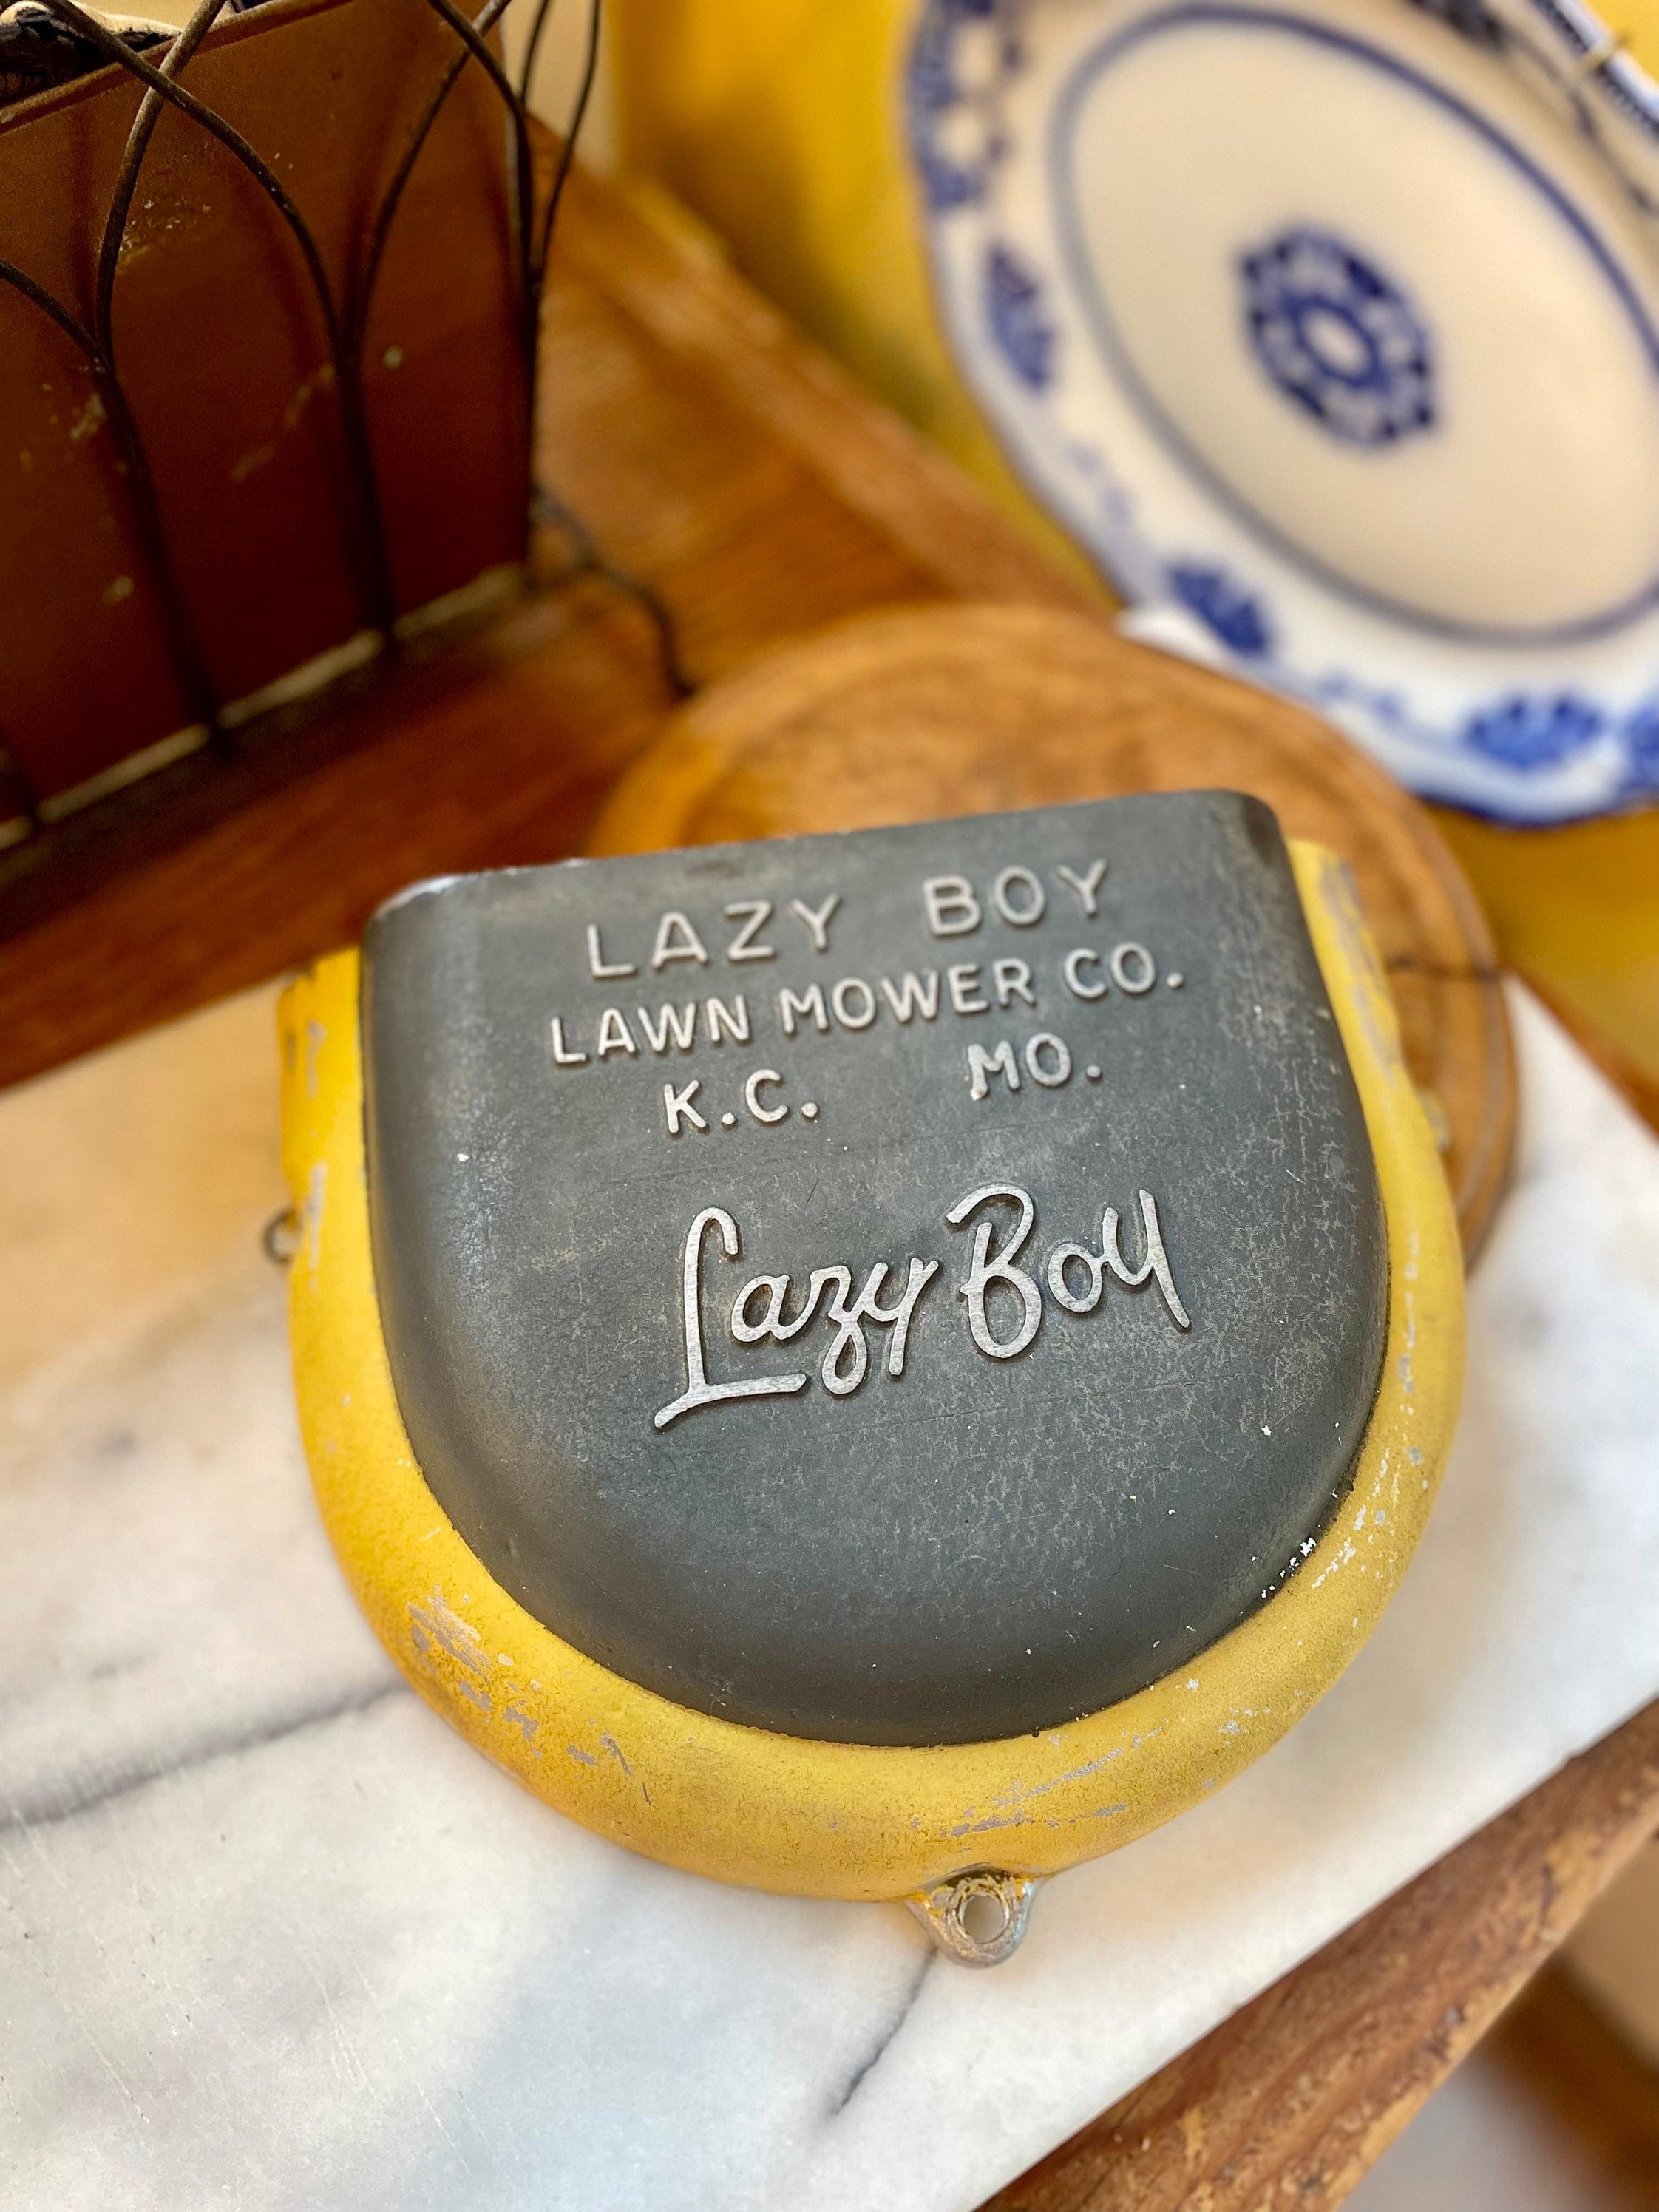 LAZY BOY
LAWN MOWER CO.
K.C. MO.
Lazy Boy